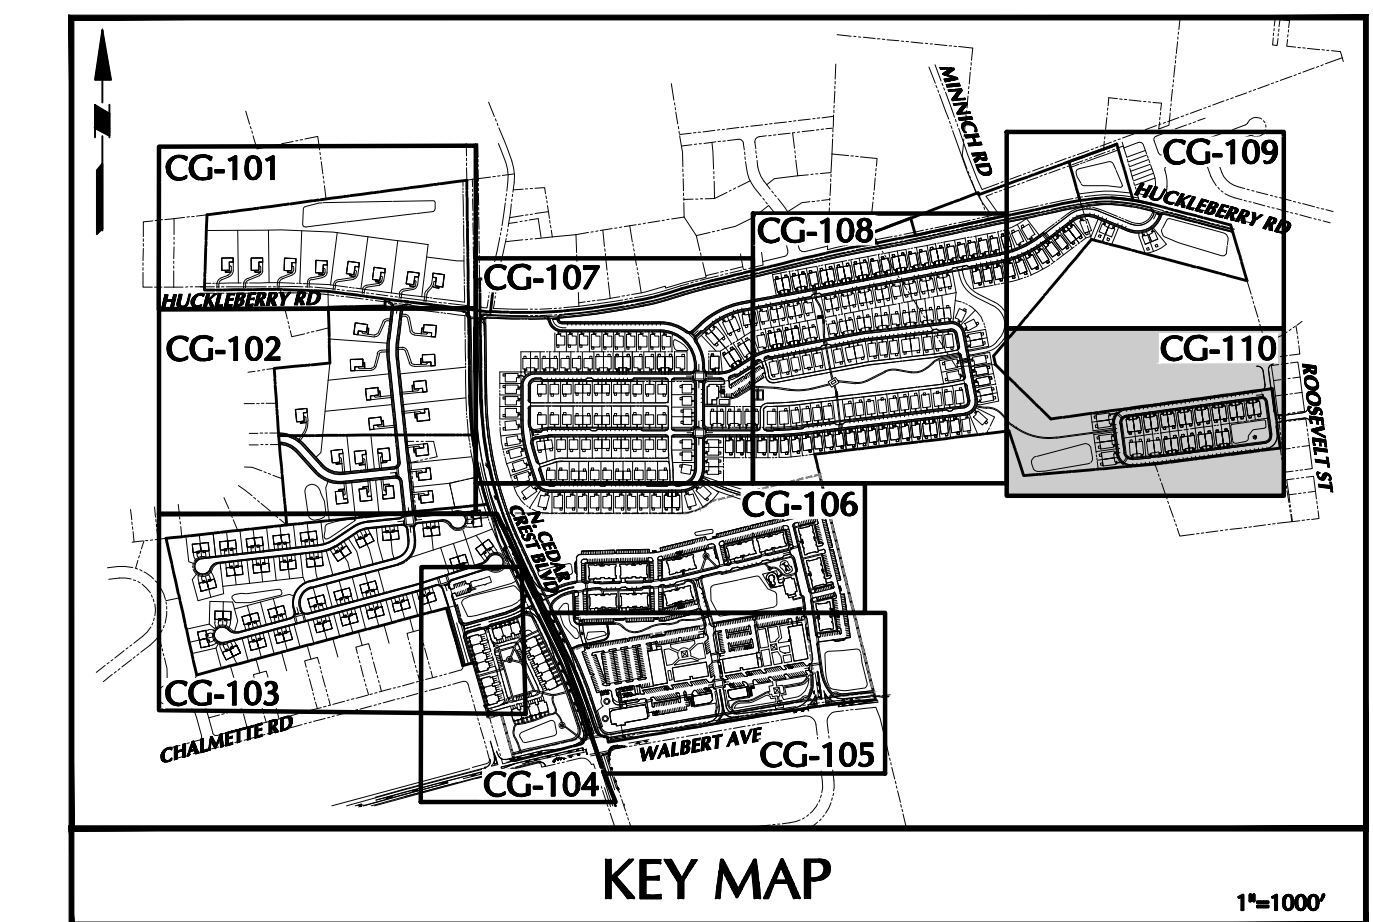 MINNICH RD
CG-101
CG-109
HUCKLEBERRY RD
CG-108
CG-107
HUCKLEBERRY RD
CG-102
CG-110
ROOSEVELT ST
CG-106
N. CEDAR
CREST BLVD
CG-103
CHALMETTE RD
WALBERT AVE
CG-105
CG-104
KEY MAP
1"=1000'